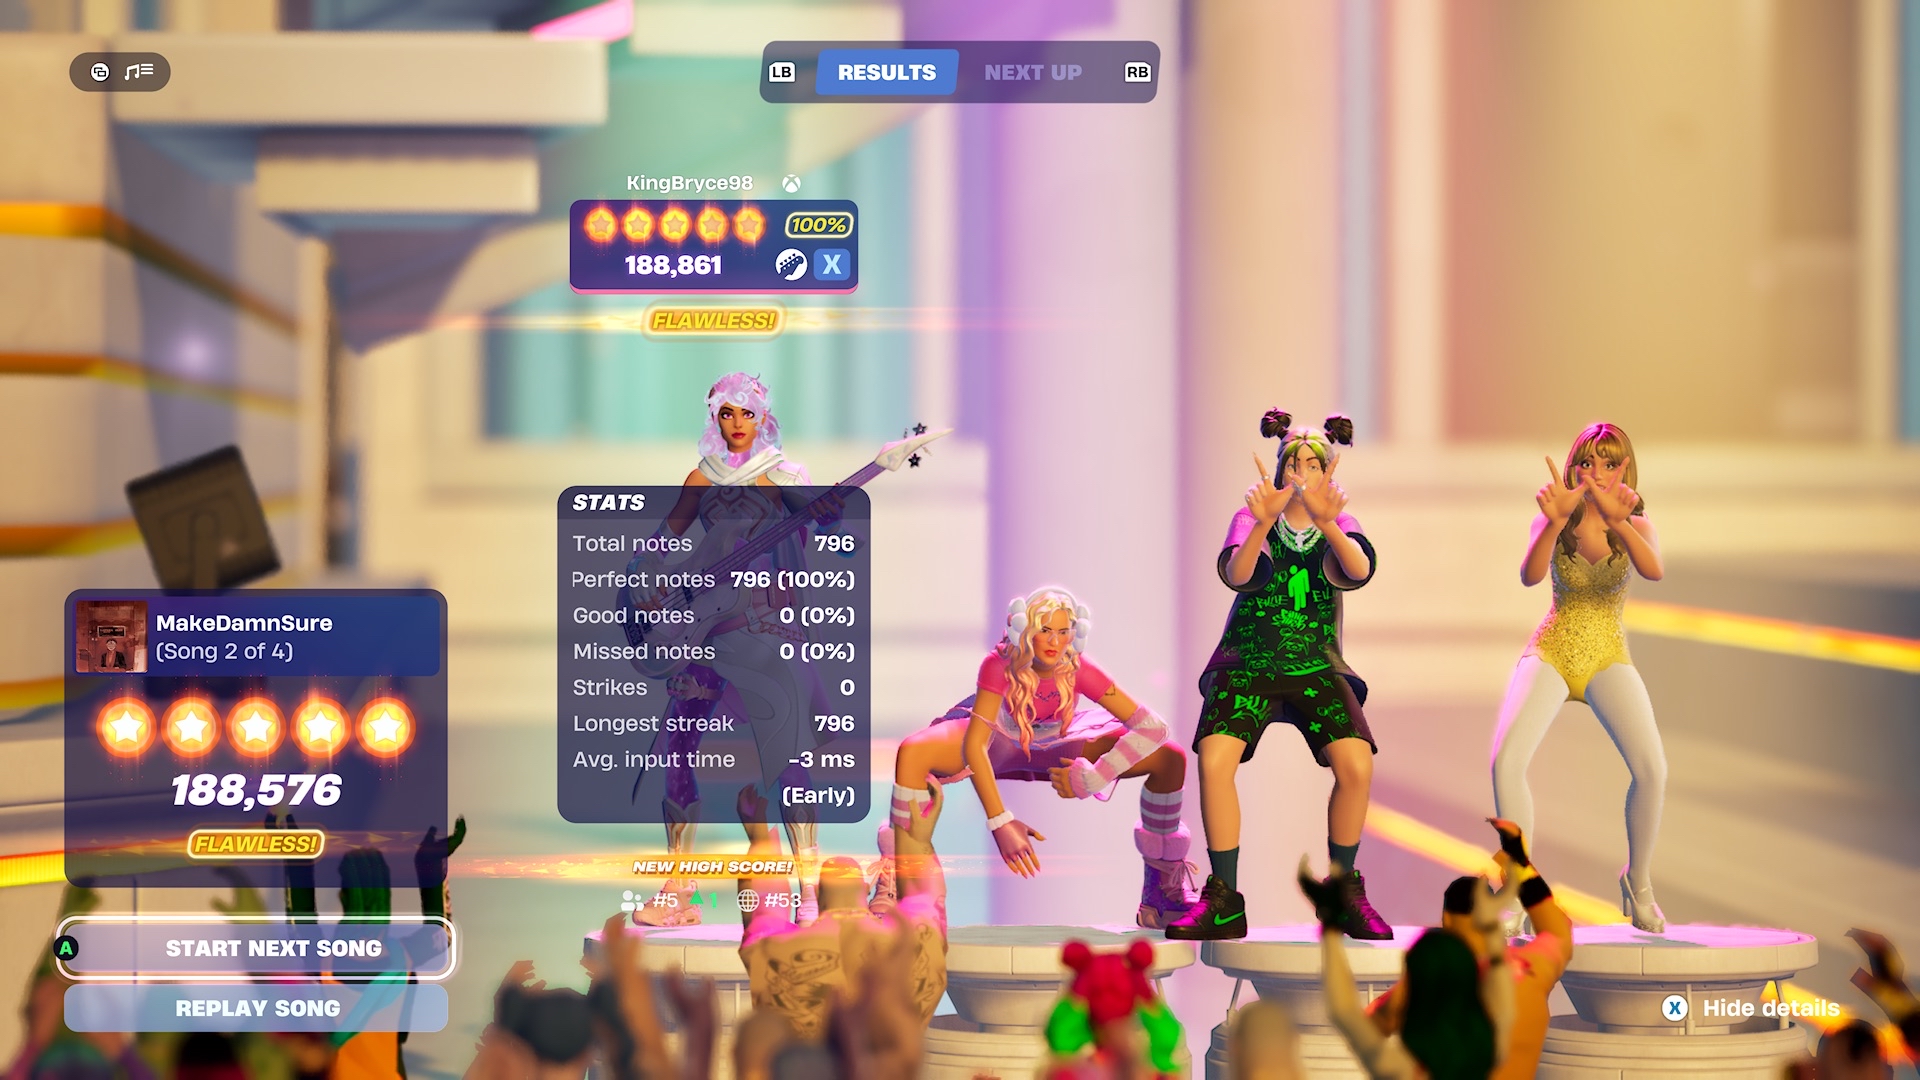 LB RESULTS NEXT UP RB
KingBryce98
100%
188,861 X
FLAWLESS!
STATS
Total notes 796
Perfect notes 796 (100%)
Good notes 0 (0%)
Missed notes 0 (0%)
Strikes 0
Longest streak 796
Avg. input time -3 ms
(Early)
NEW HIGH SCORE!
#5 1 #53
MakeDamnSure
(Song 2 of 4)
188,576
FLAWLESS!
A START NEXT SONG
REPLAY SONG
X Hide details